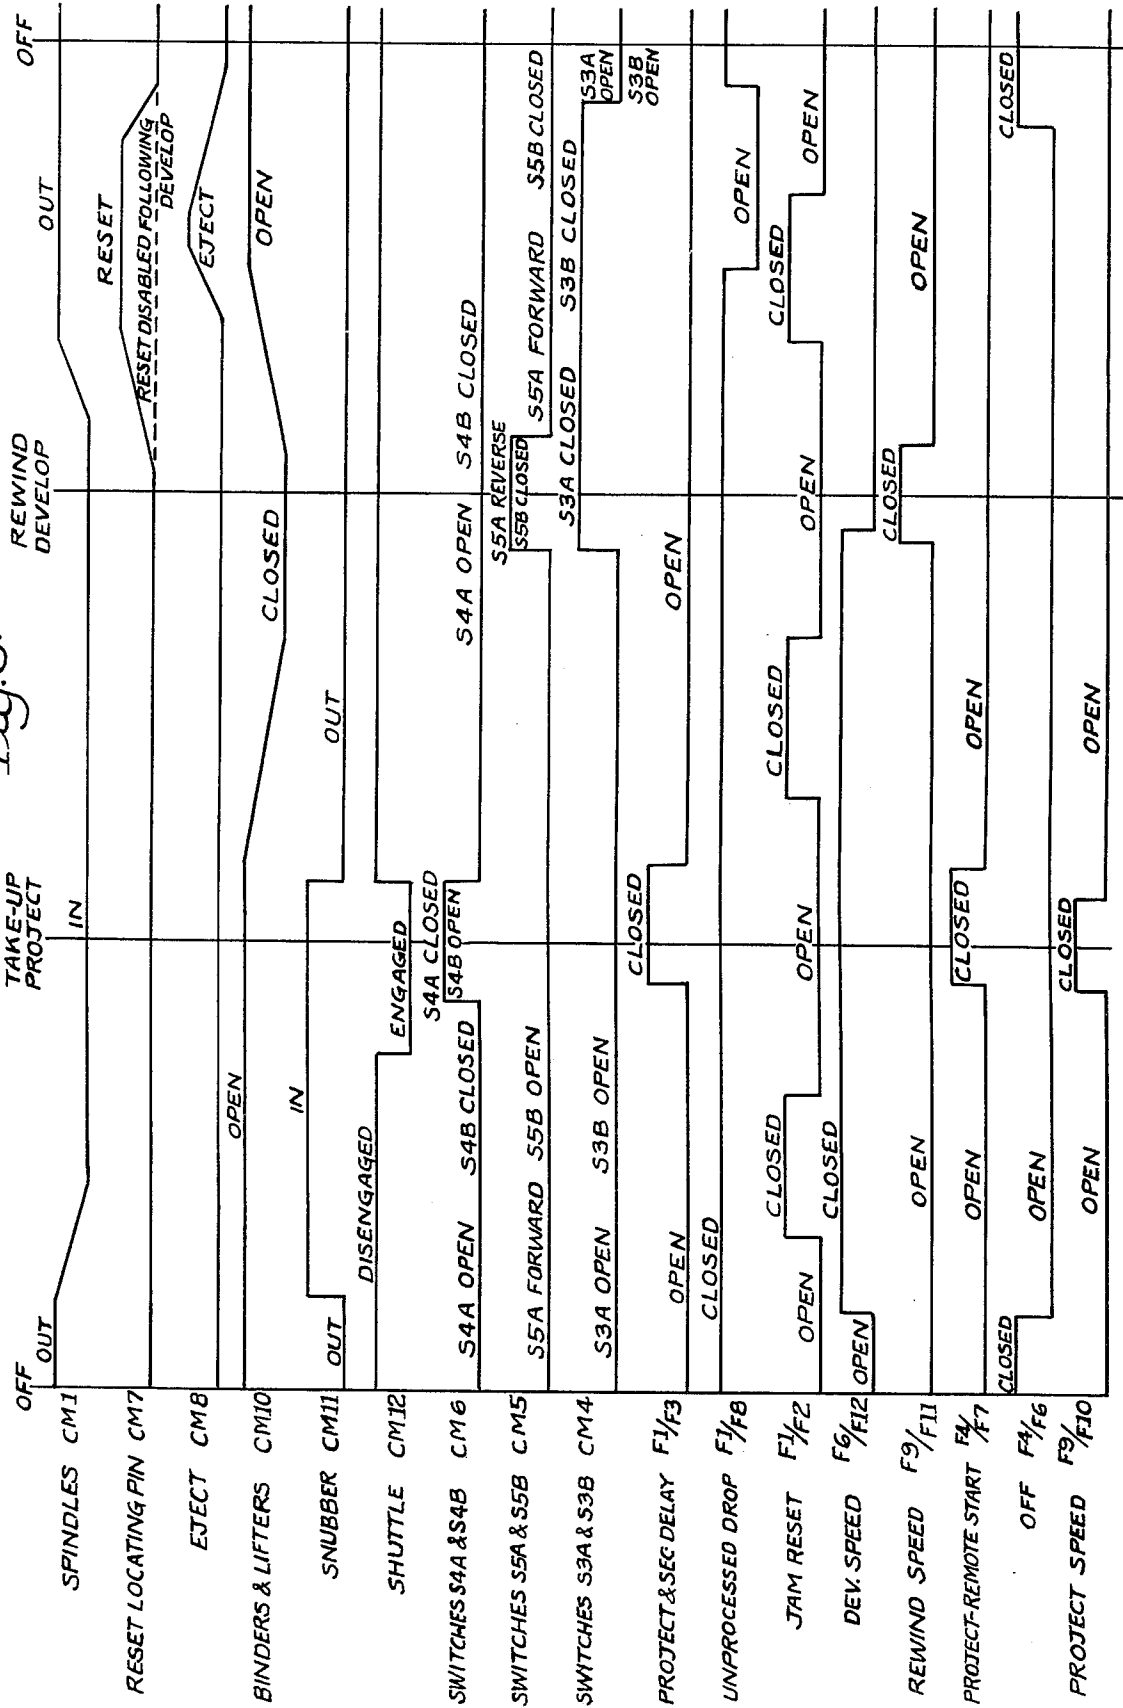 OFF
TAKE-UP
PROJECT
REWIND
DEVELOP
OFF
SPINDLES CM1
OUT
IN
OUT
RESET LOCATING PIN CM7
RESET
RESET DISABLED FOLLOWING
DEVELOP
EJECT CM8
EJECT
BINDERS & LIFTERS CM10
OPEN
CLOSED
OPEN
SNUBBER CM11
OUT
IN
OUT
SHUTTLE CM12
DISENGAGED
ENGAGED
SWITCHES S4A & S4B CM6
S4A OPEN S4B CLOSED
S4A CLOSED
S4B OPEN
S4A OPEN S4B CLOSED
SWITCHES S5A & S5B CM5
S5A FORWARD S5B OPEN
S5A REVERSE
S5B CLOSED
S5A FORWARD S5B CLOSED
SWITCHES S3A & S3B CM4
S3A OPEN S3B OPEN
S3A CLOSED S3B CLOSED
S3A
OPEN
S3B
OPEN
PROJECT & SEC DELAY F1/F3
OPEN
CLOSED
OPEN
UNPROCESSED DROP F1/F8
CLOSED
OPEN
JAM RESET F1/F2
OPEN
CLOSED
OPEN
CLOSED
OPEN
CLOSED
OPEN
DEV. SPEED F6/F12
OPEN
CLOSED
REWIND SPEED F9/F11
OPEN
CLOSED
OPEN
PROJECT-REMOTE START F4/F7
OPEN
CLOSED
OPEN
OFF F4/F6
CLOSED
OPEN
CLOSED
PROJECT SPEED F9/F10
OPEN
CLOSED
OPEN